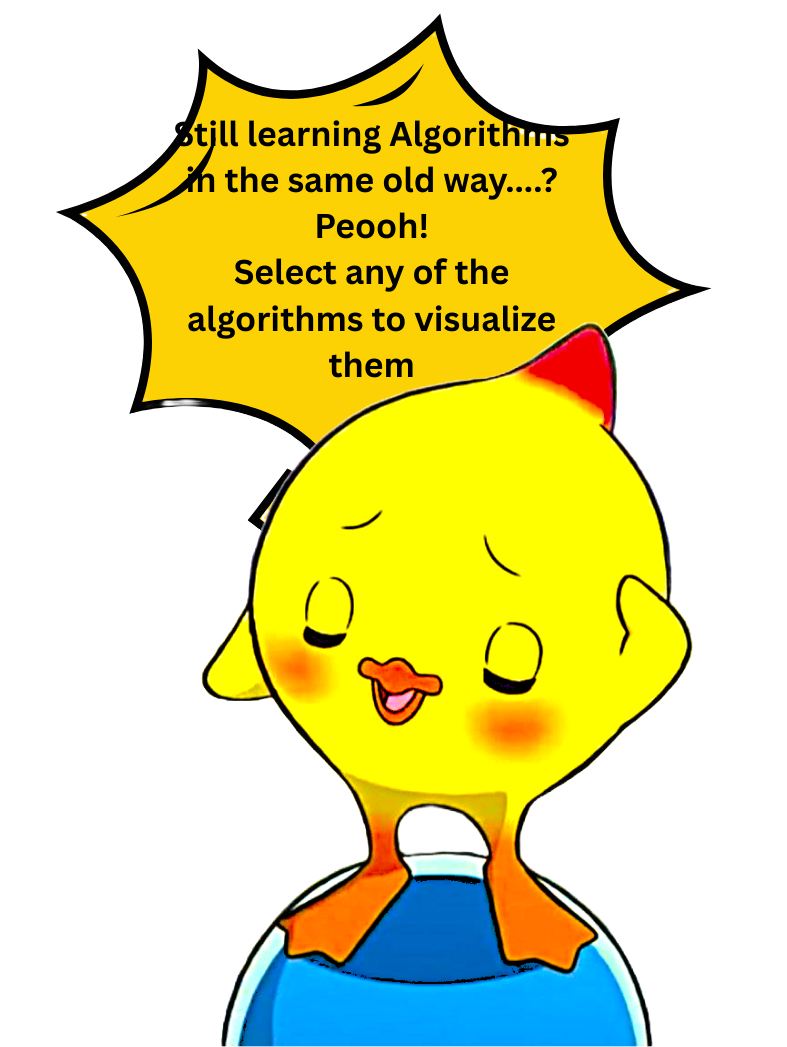 Still learning Algorithms
in the same old way....?
Peooh!
Select any of the
algorithms to visualize
them